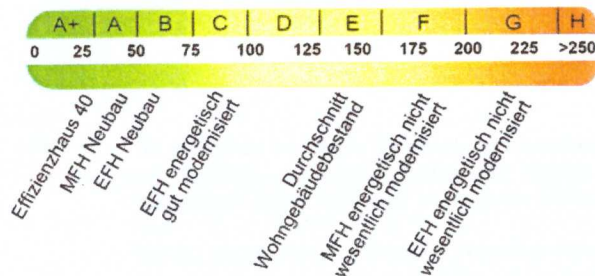 A+ A B C D E F G H
0 25 50 75 100 125 150 175 200 225 >250
Effizienzhaus 40
MFH Neubau
EFH Neubau
EFH energetisch
gut modernisiert
Durchschnitt
Wohngebäudebestand
MFH energetisch nicht
wesentlich modernisiert
EFH energetisch nicht
wesentlich modernisiert